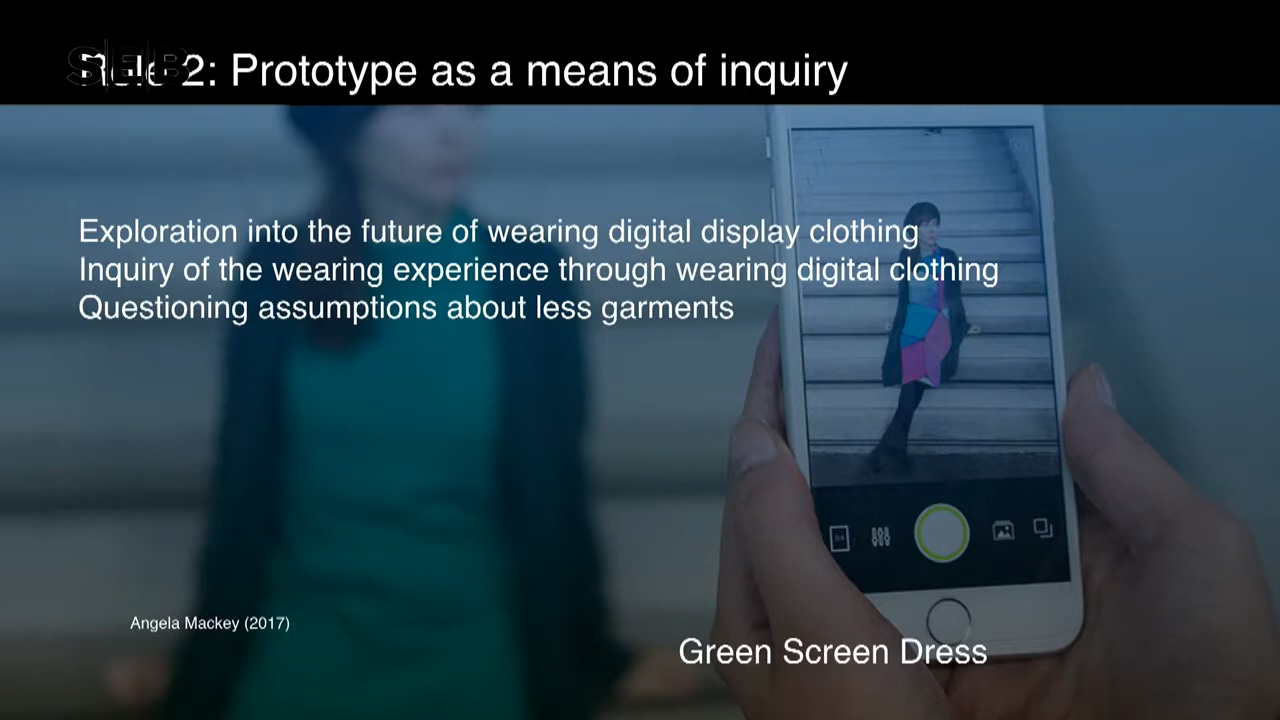 Role 2: Prototype as a means of inquiry
Exploration into the future of wearing digital display clothing
Inquiry of the wearing experience through wearing digital clothing
Questioning assumptions about less garments
Angela Mackey (2017)
Green Screen Dress